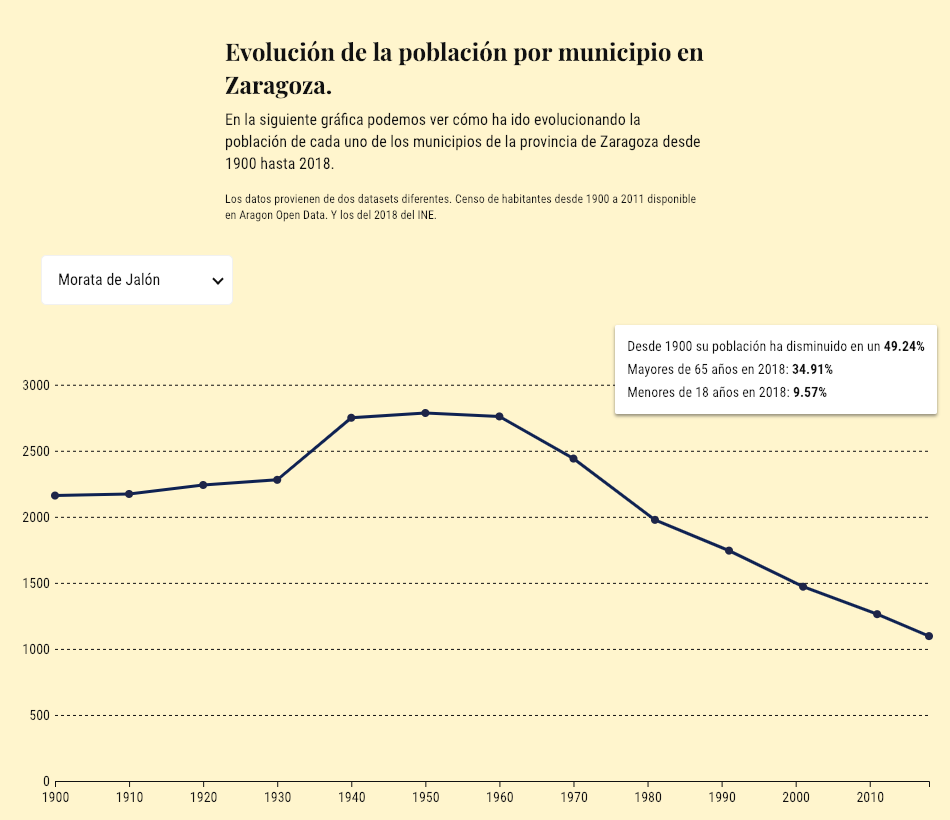 Evolución de la población por municipio en
Zaragoza.
En la siguiente gráfica podemos ver cómo ha ido evolucionando la
población de cada uno de los municipios de la provincia de Zaragoza desde
1900 hasta 2018.
Los datos provienen de dos datasets diferentes. Censo de habitantes desde 1900 a 2011 disponible
en Aragon Open Data. Y los del 2018 del INE.
Morata de Jalón
Desde 1900 su población ha disminuido en un 49.24%
Mayores de 65 años en 2018: 34.91%
Menores de 18 años en 2018: 9.57%
3000
2500
2000
1500
1000
500
0
1900 1910 1920 1930 1940 1950 1960 1970 1980 1990 2000 2010